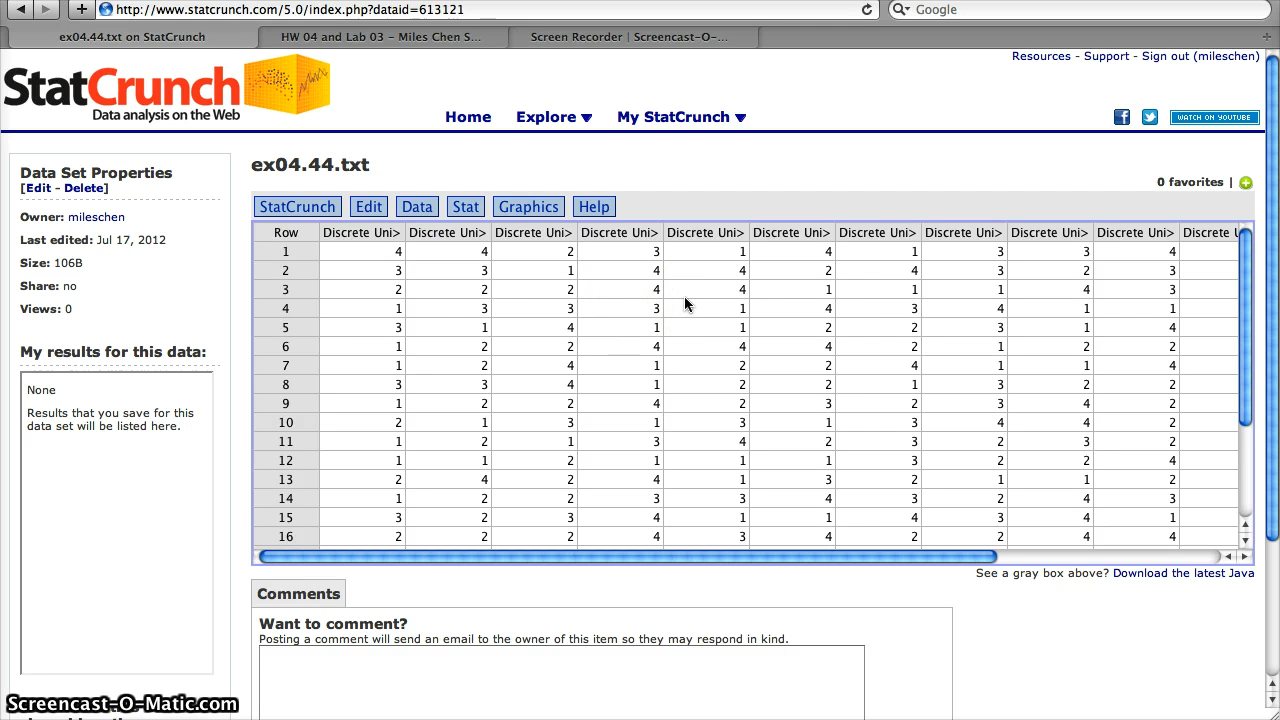 http://www.statcrunch.com/5.0/index.php?dataid=613121
Google
ex04.44.txt on StatCrunch
HW 04 and Lab 03 – Miles Chen S...
Screen Recorder | Screencast-O-...
Resources - Support - Sign out (mileschen)
StatCrunch
Data analysis on the Web
Home Explore My StatCrunch
WATCH ON YOUTUBE
Data Set Properties
[Edit - Delete]
Owner: mileschen
Last edited: Jul 17, 2012
Size: 106B
Share: no
Views: 0
My results for this data:
None
Results that you save for this
data set will be listed here.
ex04.44.txt
0 favorites |
StatCrunch Edit Data Stat Graphics Help
Row Discrete Uni> Discrete Uni> Discrete Uni> Discrete Uni> Discrete Uni> Discrete Uni> Discrete Uni> Discrete Uni> Discrete Uni> Discrete Uni> Discrete U
1 4 4 2 3 1 4 1 3 3 4
2 3 3 1 4 4 2 4 3 2 3
3 2 2 2 4 4 1 1 1 4 3
4 1 3 3 3 1 4 3 4 1 1
5 3 1 4 1 1 2 2 3 1 4
6 1 2 2 4 4 4 2 1 2 2
7 1 2 4 1 2 2 4 1 1 4
8 3 3 4 1 2 2 1 3 2 2
9 1 2 2 4 2 3 2 3 4 2
10 2 1 3 1 3 1 3 4 4 2
11 1 2 1 3 4 2 3 2 3 2
12 1 1 2 1 1 1 3 2 2 4
13 2 4 2 4 1 3 2 1 1 2
14 1 2 2 3 3 4 3 2 4 3
15 3 2 3 4 1 1 4 3 4 1
16 2 2 2 4 3 4 2 2 4 4
See a gray box above? Download the latest Java
Comments
Want to comment?
Posting a comment will send an email to the owner of this item so they may respond in kind.
Screencast-O-Matic.com